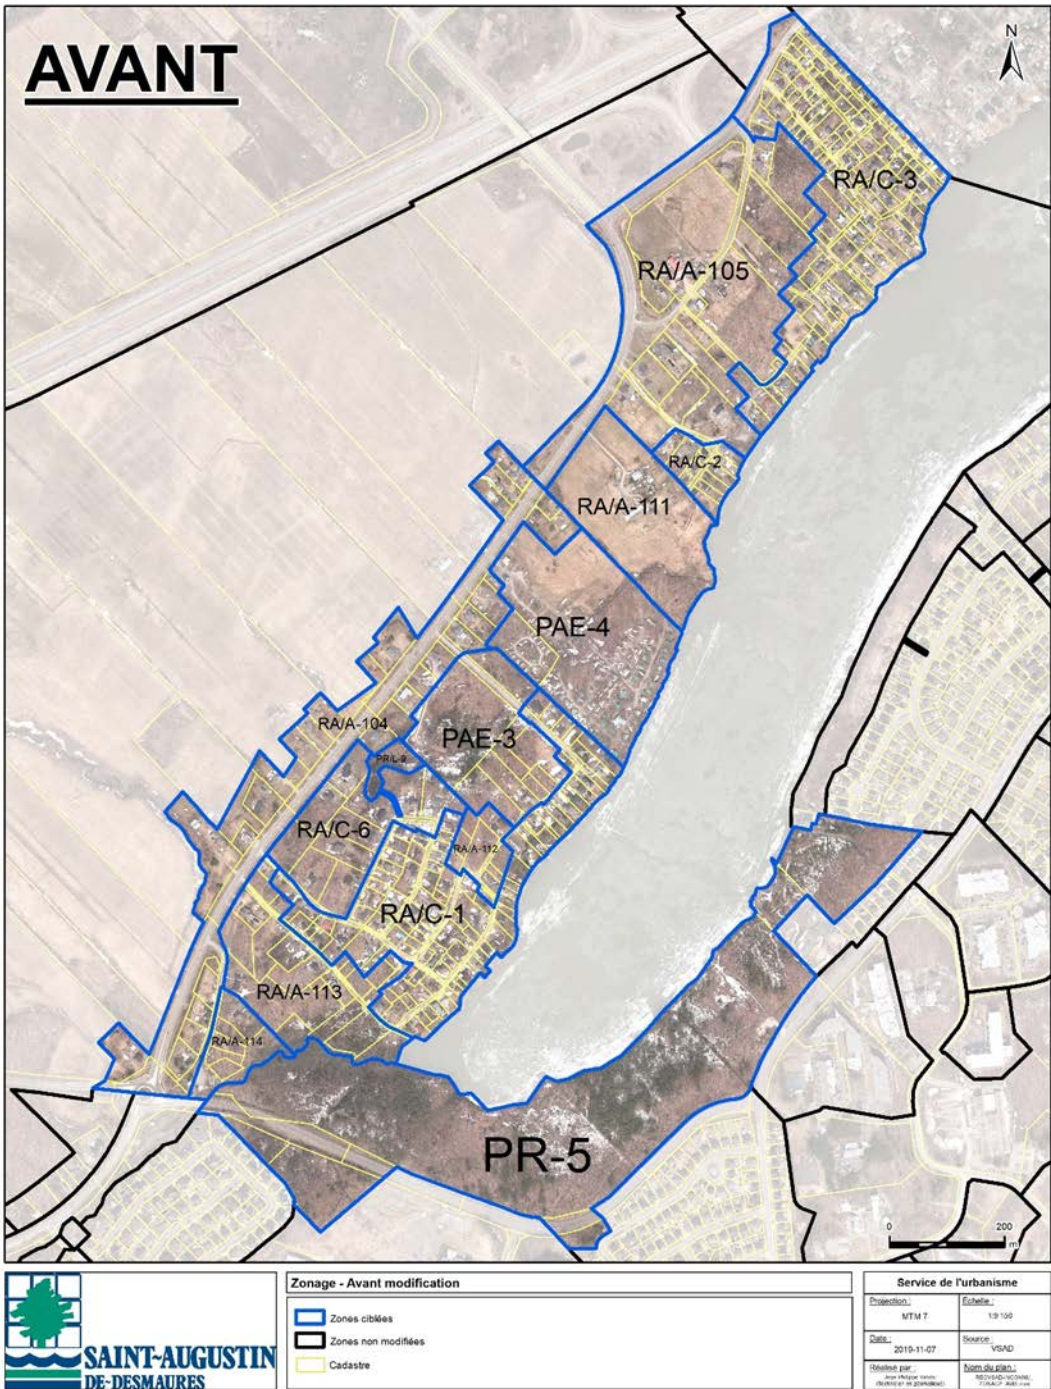 AVANT
N
RA/C-3
RA/A-105
RA/C-2
RA/A-111
PAE-4
RA/A-104
PAE-3
PR/L-9
RA/C-6
RA/A-112
RA/C-1
RA/A-113
RA/A-114
PR-5
0 200
m
SAINT-AUGUSTIN
DE-DESMAURES
Zonage - Avant modification
Zones ciblées
Zones non modifiées
Cadastre
Service de l'urbanisme
Projection :
MTM 7
Échelle :
1:9 150
Date :
2019-11-07
Source :
VSAD
Réalisé par :
Nom du plan :